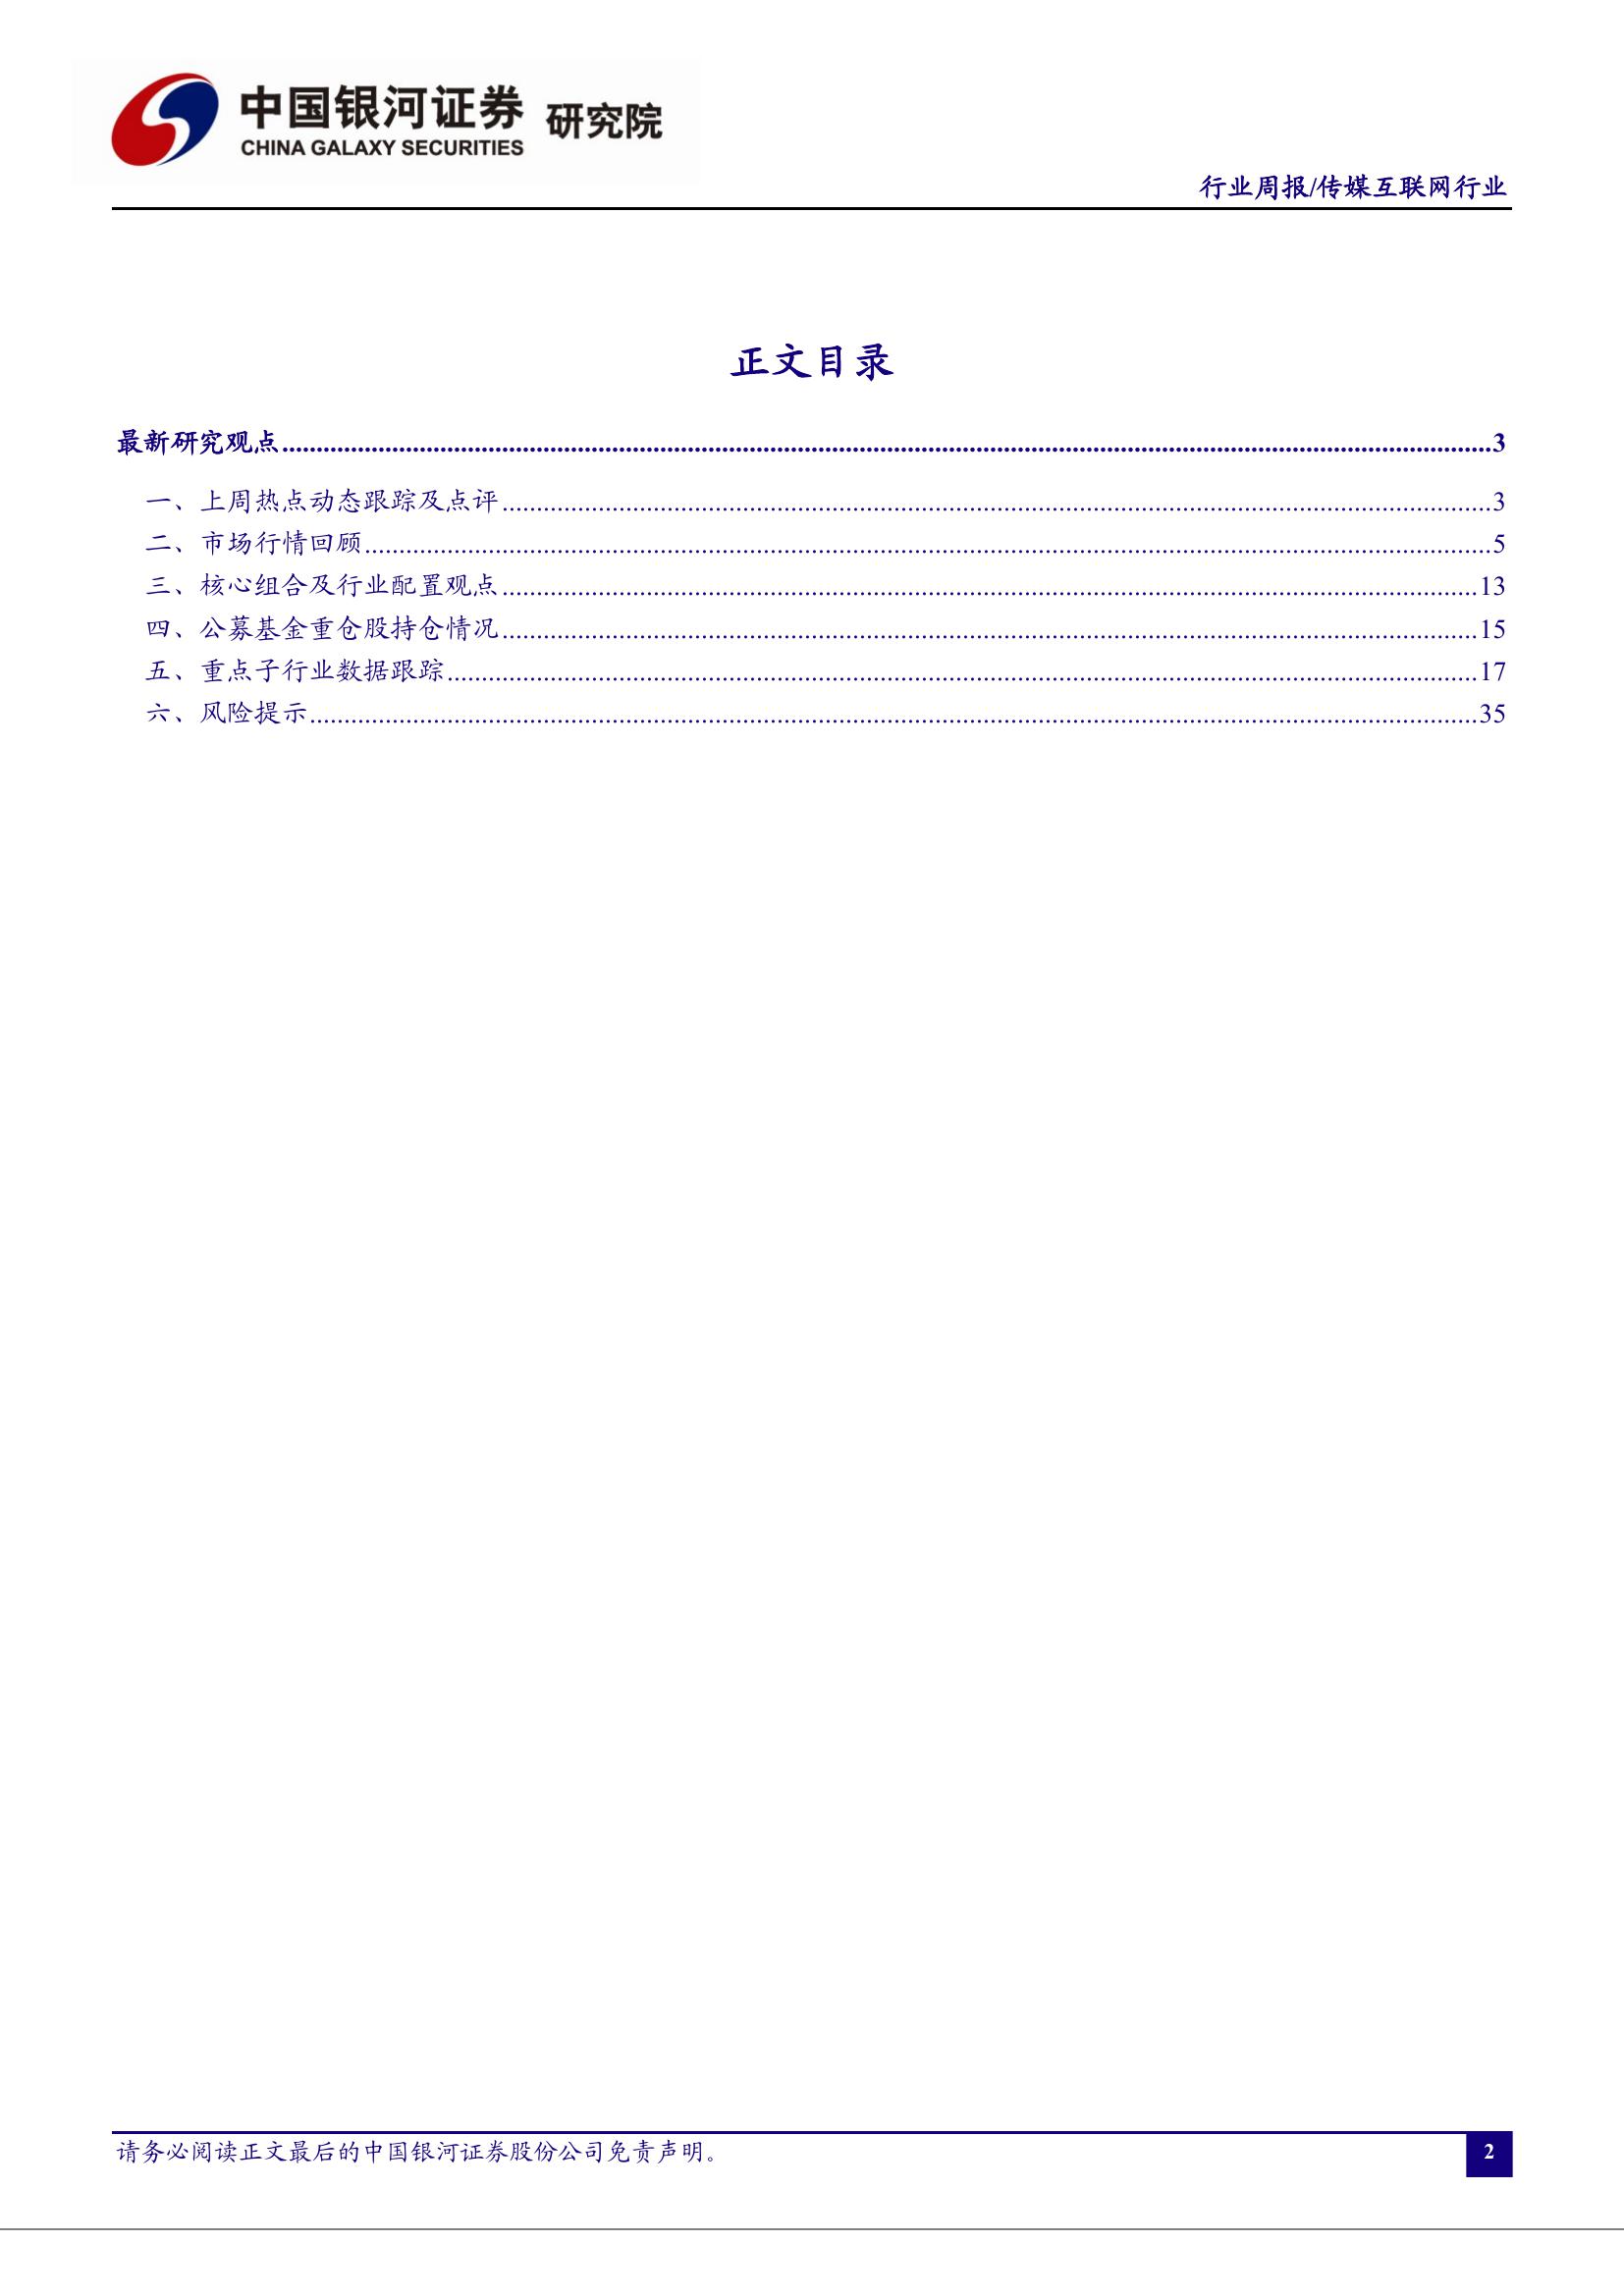 中国银河证券 研究院
CHINA GALAXY SECURITIES
行业周报/传媒互联网行业
正文目录
最新研究观点........................................3
一、上周热点动态跟踪及点评........................................3
二、市场行情回顾........................................5
三、核心组合及行业配置观点........................................13
四、公募基金重仓股持仓情况........................................15
五、重点子行业数据跟踪........................................17
六、风险提示........................................35
请务必阅读正文最后的中国银河证券股份公司免责声明。
2